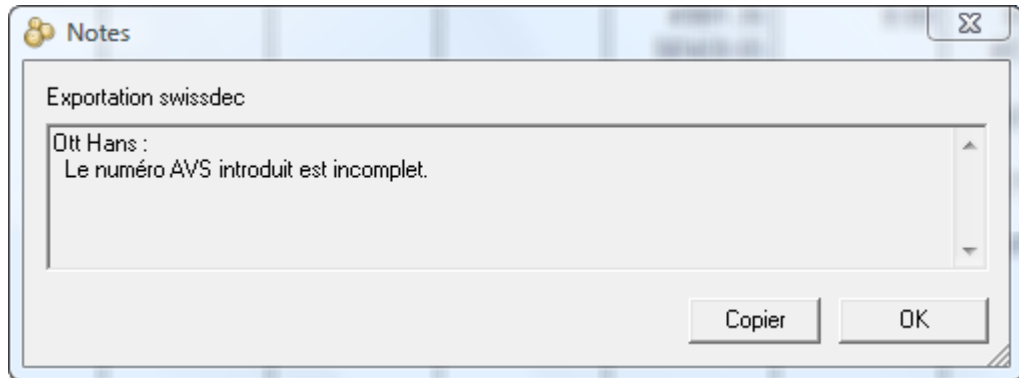 Notes
Exportation swissdec
Ott Hans :
Le numéro AVS introduit est incomplet.
Copier
OK